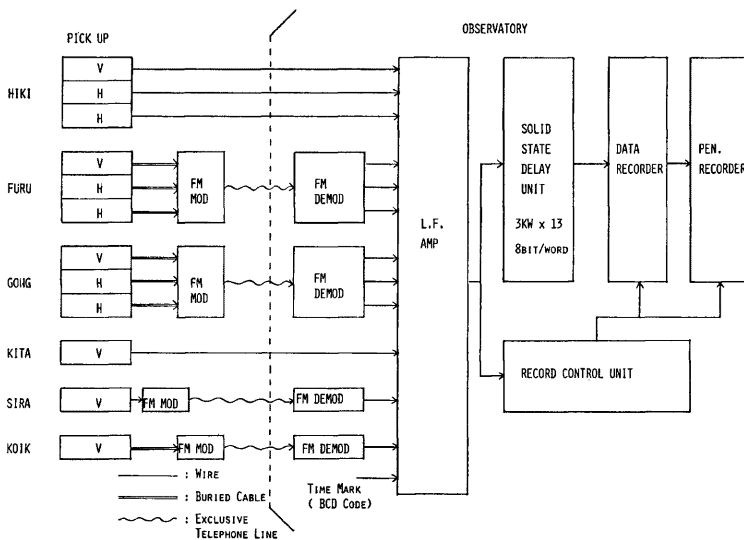 OBSERVATORY
PICK UP
HIKI
V
H
H
FURU
V
H
H
FM
MOD
FM
DEMOD
GONG
V
H
H
FM
MOD
FM
DEMOD
KITA
V
SIRA
V
FM MOD
FM DEMOD
KOIK
V
FM MOD
FM DEMOD
TIME MARK
( BCD CODE)
L.F.
AMP
SOLID
STATE
DELAY
UNIT
3KW x 13
8BIT/WORD
DATA
RECORDER
PEN.
RECORDER
RECORD CONTROL UNIT
: WIRE
: BURIED CABLE
: EXCLUSIVE
TELEPHONE LINE